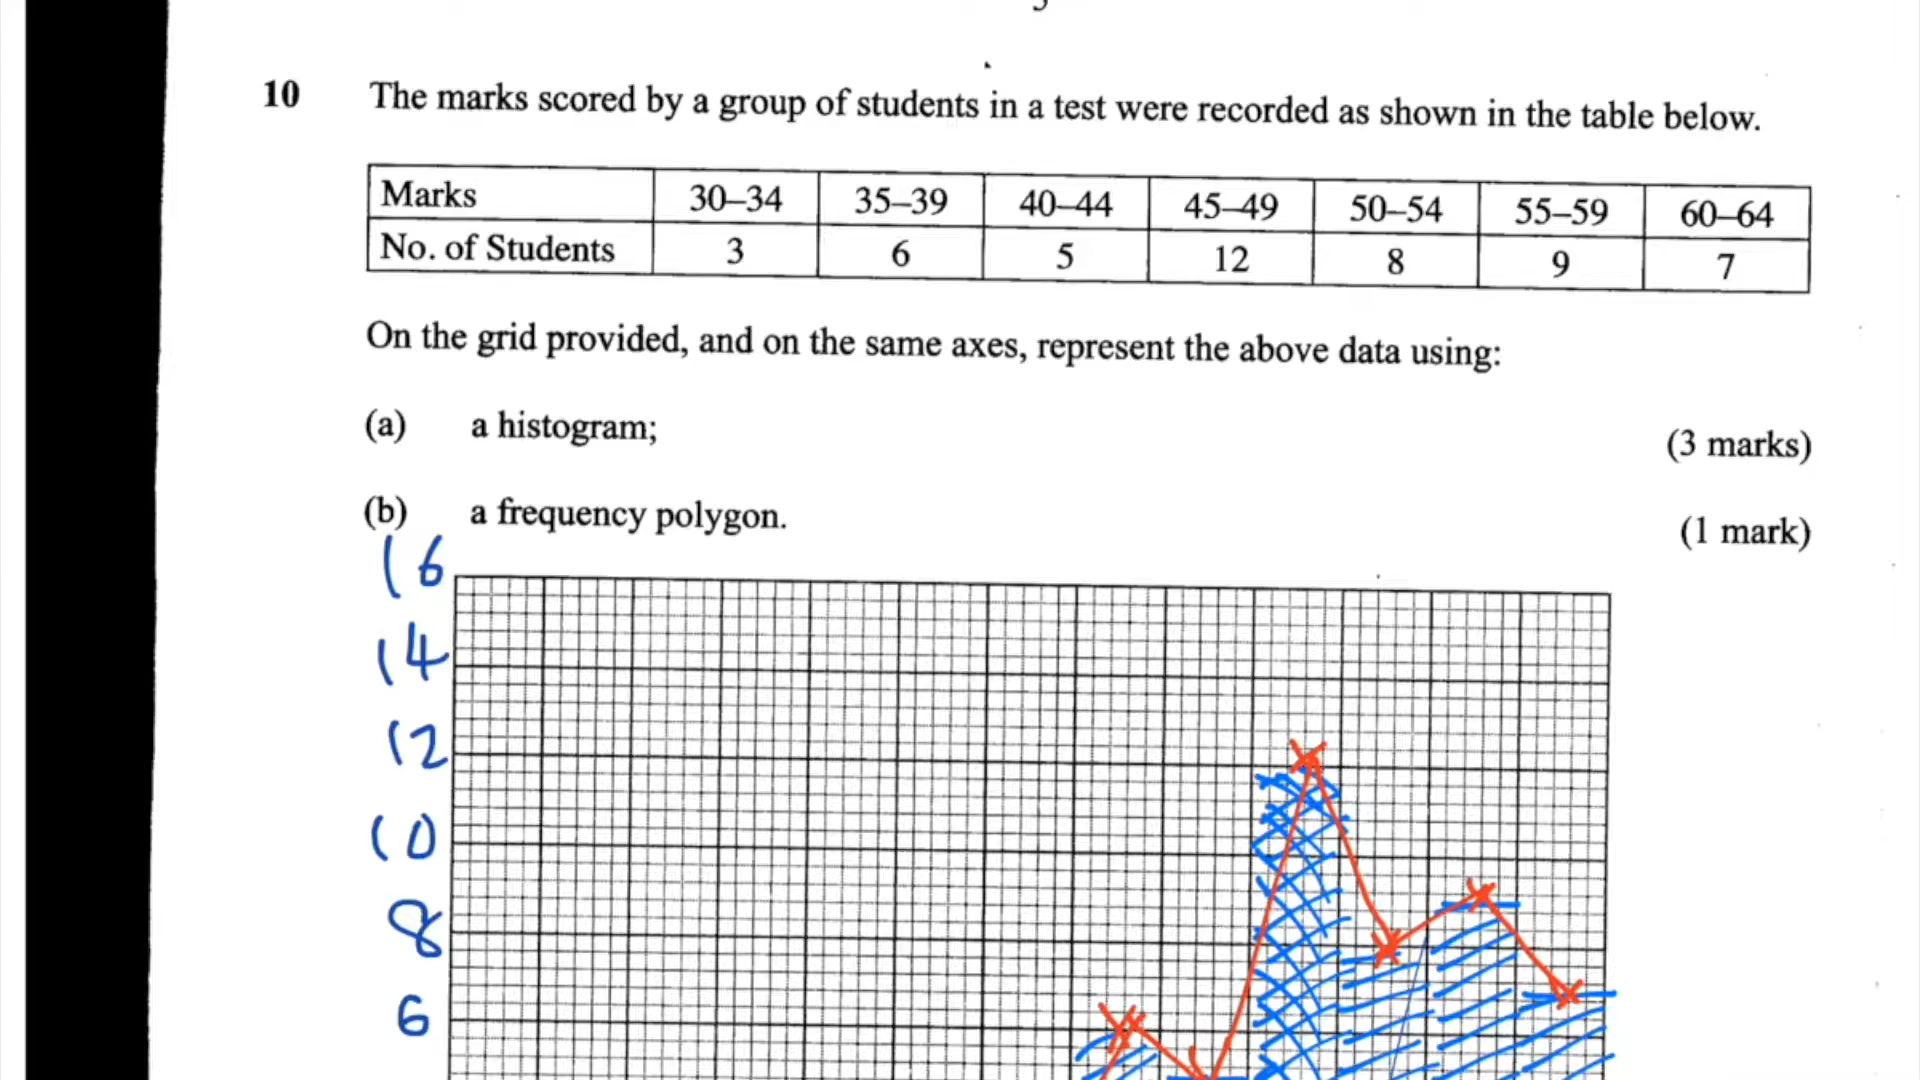 10 The marks scored by a group of students in a test were recorded as shown in the table below.
Marks 30–34 35–39 40–44 45–49 50–54 55–59 60–64
No. of Students 3 6 5 12 8 9 7
On the grid provided, and on the same axes, represent the above data using:
(a) a histogram; (3 marks)
(b) a frequency polygon. (1 mark)
16
14
12
10
8
6